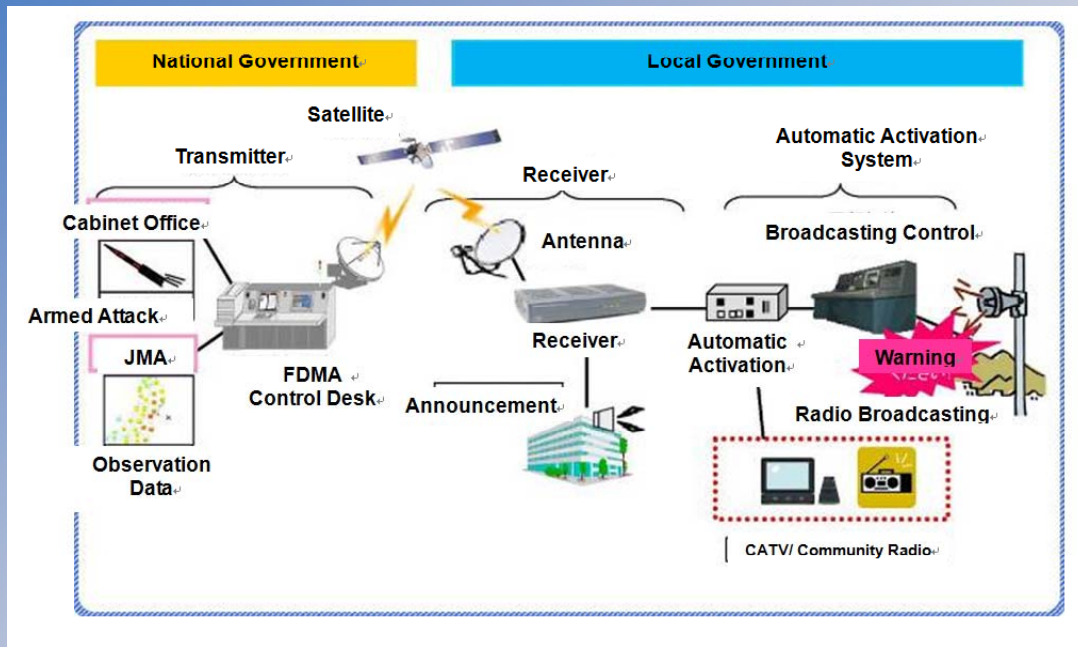 National Government
Local Government
Satellite
Transmitter
Receiver
Automatic Activation
System
Cabinet Office
Antenna
Broadcasting Control
Armed Attack
JMA
Receiver
Automatic
Activation
Warning
FDMA
Control Desk
Announcement
Radio Broadcasting
Observation
Data
CATV/ Community Radio